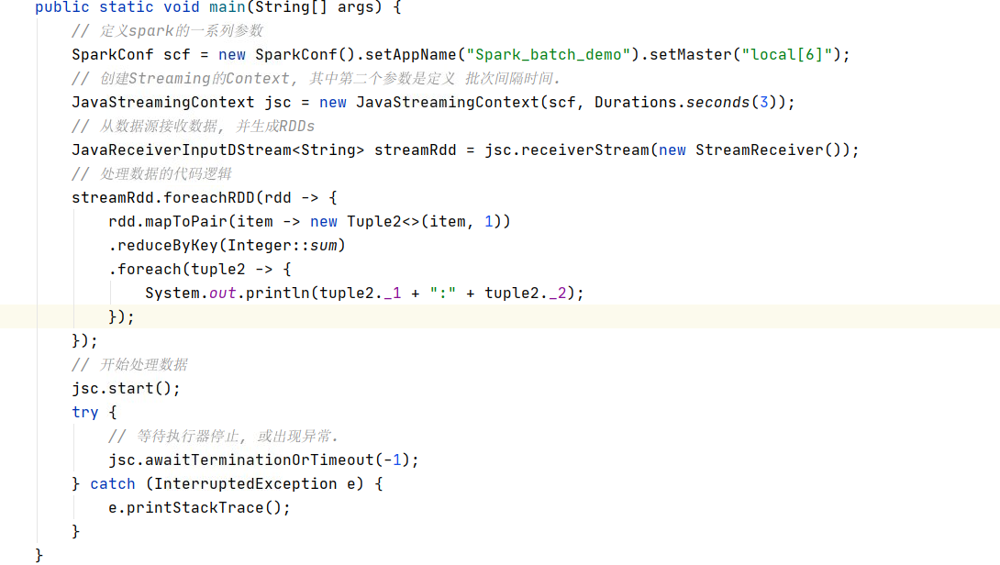 public static void main(String[] args) {
// 定义spark的一系列参数
SparkConf scf = new SparkConf().setAppName("Spark_batch_demo").setMaster("local[6]");
// 创建Streaming的Context, 其中第二个参数是定义 批次间隔时间.
JavaStreamingContext jsc = new JavaStreamingContext(scf, Durations.seconds(3));
// 从数据源接收数据, 并生成RDDs
JavaReceiverInputDStream<String> streamRdd = jsc.receiverStream(new StreamReceiver());
// 处理数据的代码逻辑
streamRdd.foreachRDD(rdd -> {
rdd.mapToPair(item -> new Tuple2<>(item, 1))
.reduceByKey(Integer::sum)
.foreach(tuple2 -> {
System.out.println(tuple2._1 + ":" + tuple2._2);
});
});
// 开始处理数据
jsc.start();
try {
// 等待执行器停止, 或出现异常.
jsc.awaitTerminationOrTimeout(-1);
} catch (InterruptedException e) {
e.printStackTrace();
}
}